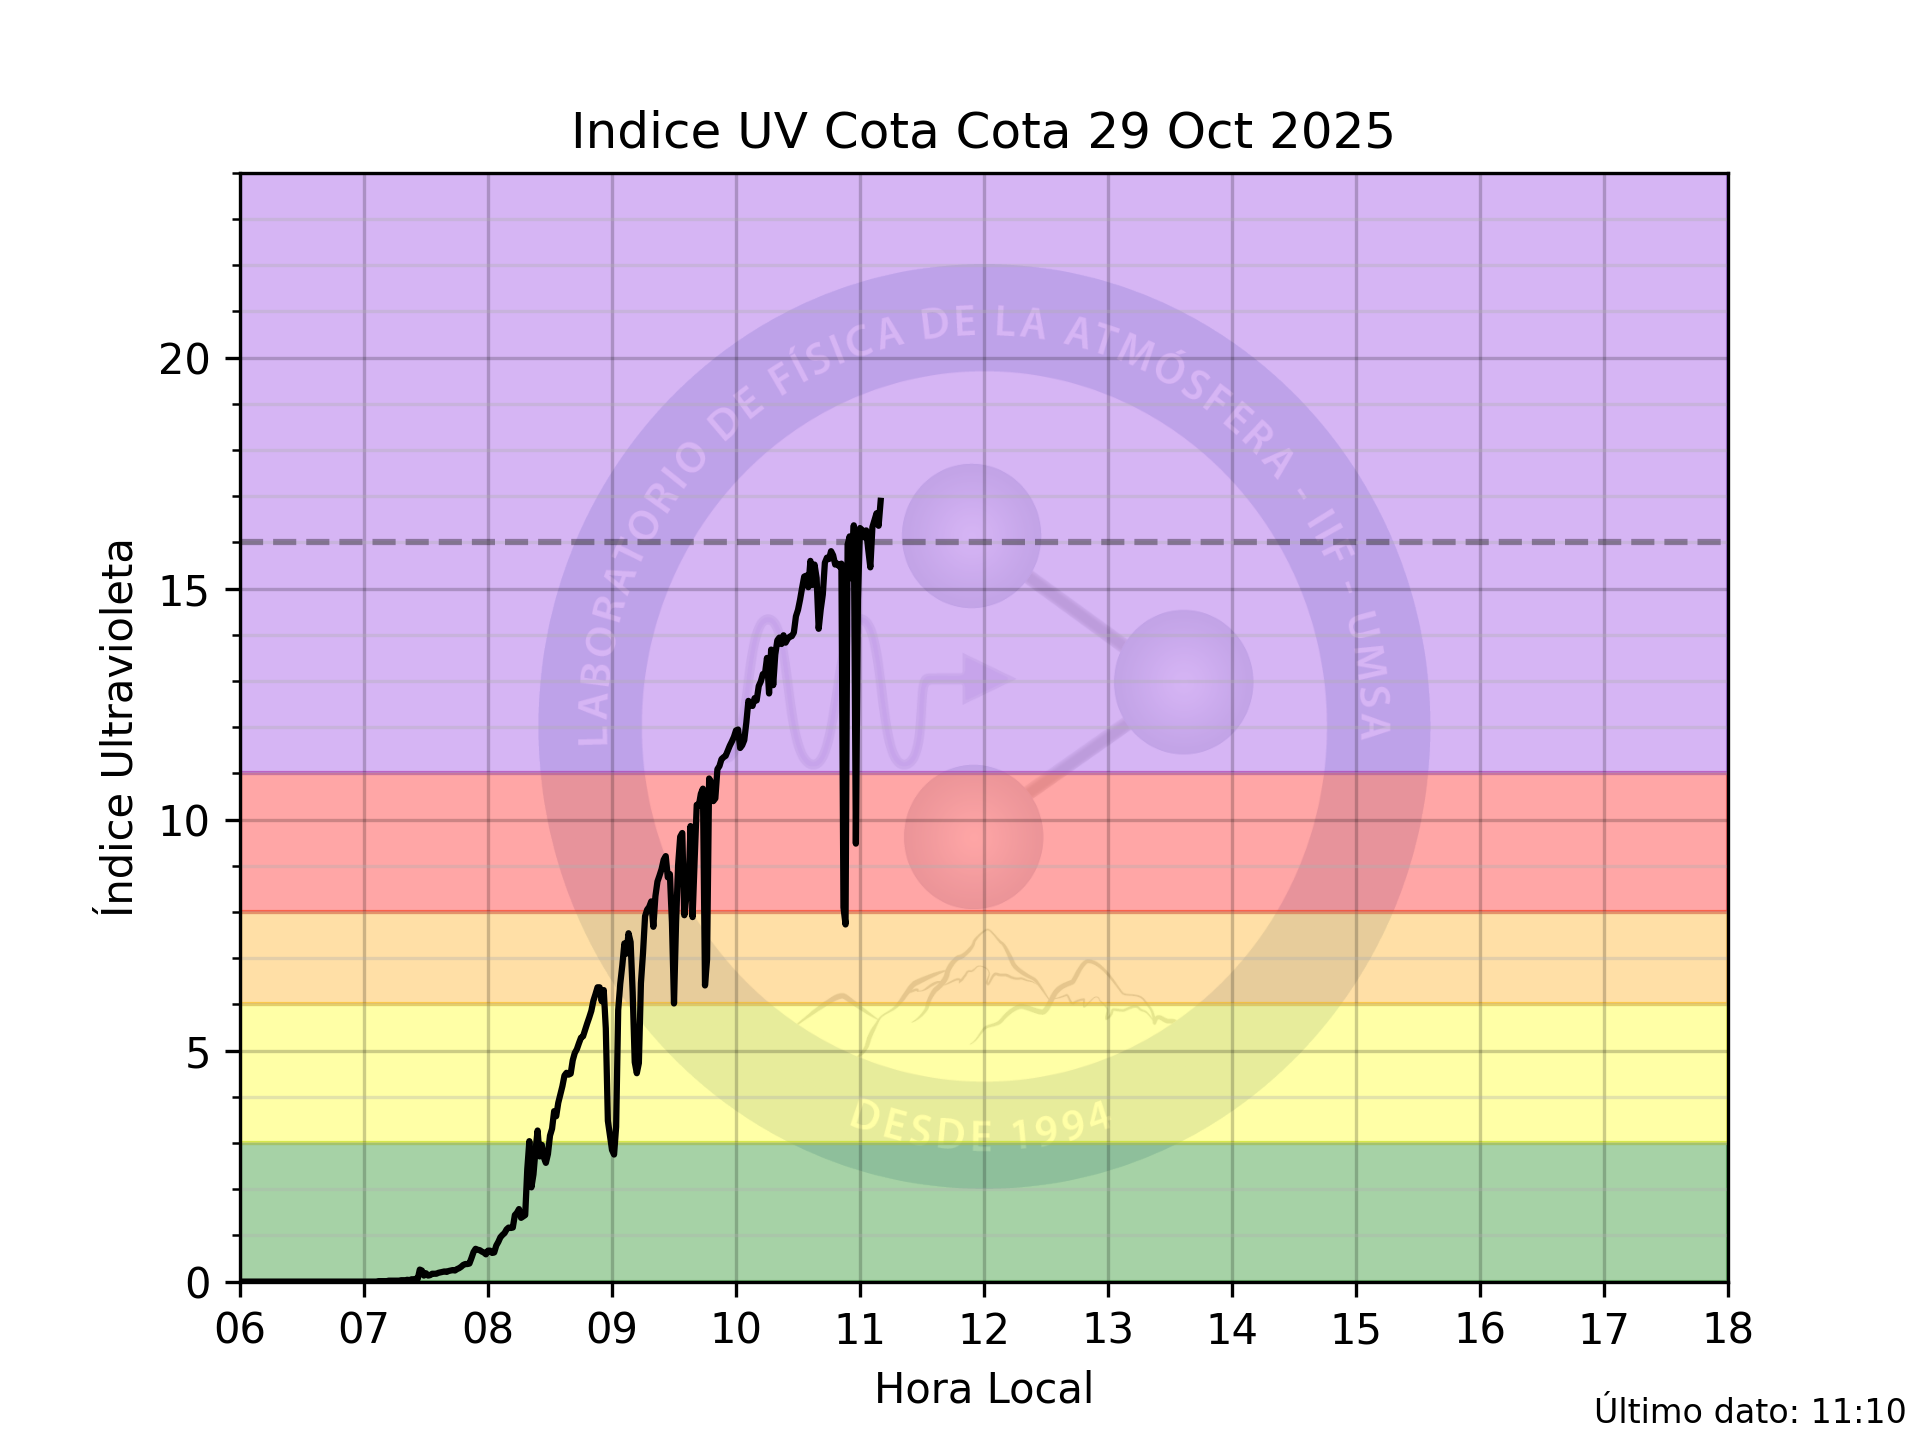 Indice UV Cota Cota 29 Oct 2025
Índice Ultravioleta
20
15
10
5
0
LABORATORIO DE FÍSICA DE LA ATMÓSFERA - IIF - UMSA
DESDE 1994
06 07 08 09 10 11 12 13 14 15 16 17 18
Hora Local
Último dato: 11:10